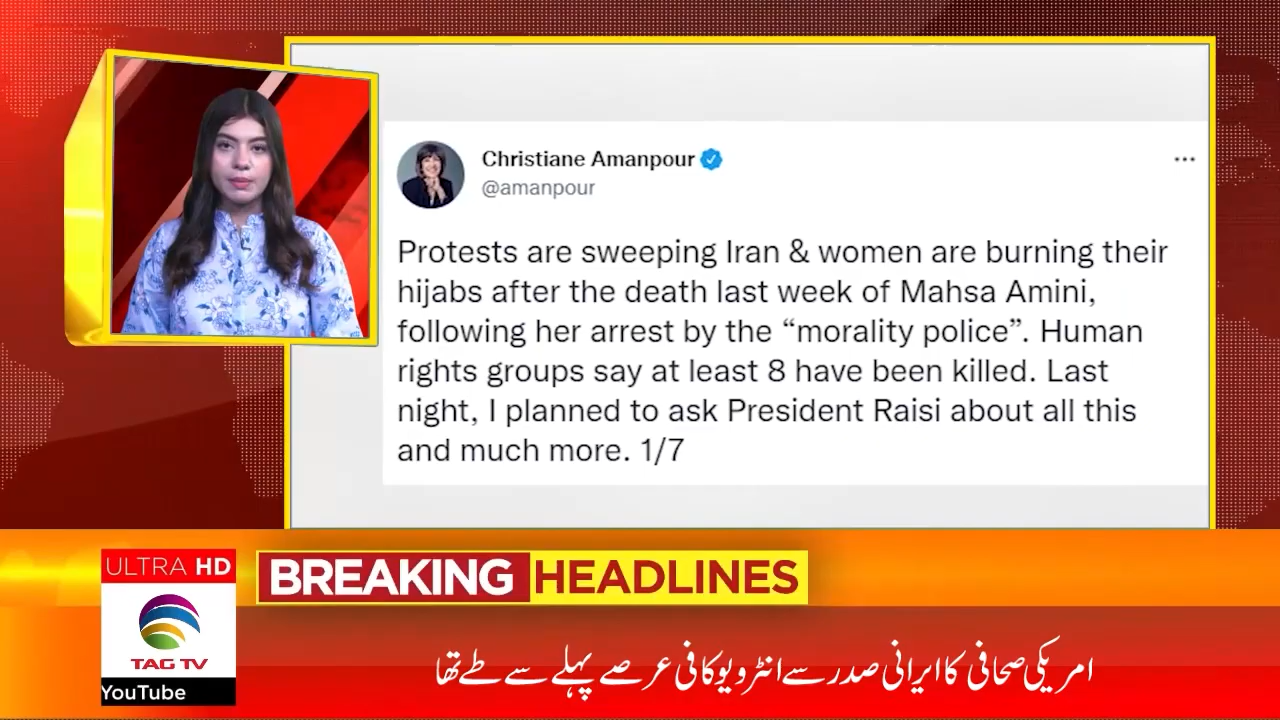 Christiane Amanpour
@amanpour
Protests are sweeping Iran & women are burning their
hijabs after the death last week of Mahsa Amini,
following her arrest by the “morality police”. Human
rights groups say at least 8 have been killed. Last
night, I planned to ask President Raisi about all this
and much more. 1/7
ULTRA HD
BREAKING HEADLINES
TAG TV
YouTube
امریکی صحافی کا ایرانی صدر سے انٹرویو کافی عرصے پہلے سے طے تھا